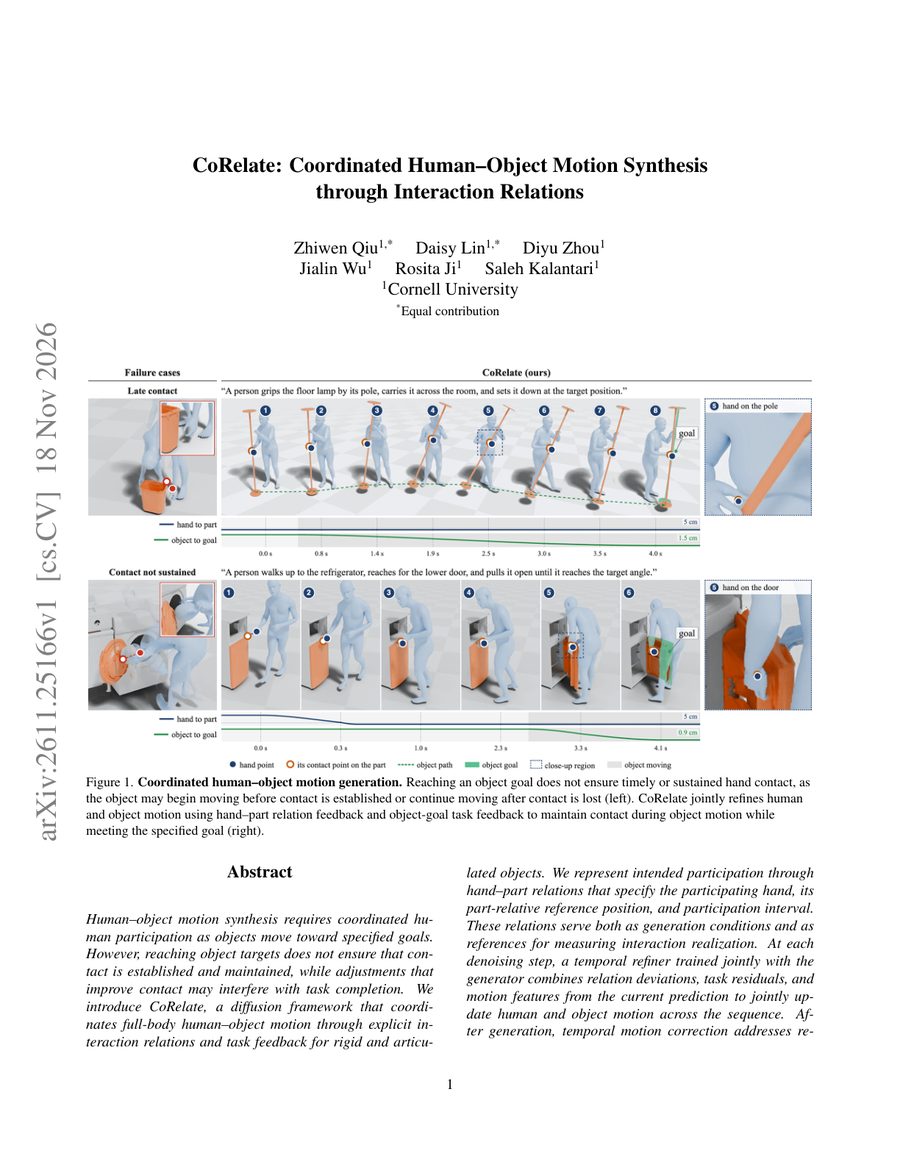 CoRelate: Coordinated Human–Object Motion Synthesis
through Interaction Relations
Zhiwen Qiu1,* Daisy Lin1,* Diyu Zhou1
Jialin Wu1 Rosita Ji1 Saleh Kalantari1
1Cornell University
*Equal contribution
arXiv:2611.25166v1 [cs.CV] 18 Nov 2026
Failure cases
CoRelate (ours)
Late contact
"A person grips the floor lamp by its pole, carries it across the room, and sets it down at the target position."
1 2 3 4 5 6 7 8
goal
5 hand on the pole
hand to part
5 cm
object to goal
1.5 cm
0.0 s 0.8 s 1.4 s 1.9 s 2.5 s 3.0 s 3.5 s 4.0 s
Contact not sustained
"A person walks up to the refrigerator, reaches for the lower door, and pulls it open until it reaches the target angle."
1 2 3 4 5 6
goal
hand on the door
hand to part
5 cm
object to goal
0.9 cm
0.0 s 0.3 s 1.0 s 2.3 s 3.3 s 4.1 s
hand point its contact point on the part object path object goal close-up region object moving
Figure 1. Coordinated human–object motion generation. Reaching an object goal does not ensure timely or sustained hand contact, as
the object may begin moving before contact is established or continue moving after contact is lost (left). CoRelate jointly refines human
and object motion using hand–part relation feedback and object-goal task feedback to maintain contact during object motion while
meeting the specified goal (right).
Abstract
Human–object motion synthesis requires coordinated hu-
man participation as objects move toward specified goals.
However, reaching object targets does not ensure that con-
tact is established and maintained, while adjustments that
improve contact may interfere with task completion. We
introduce CoRelate, a diffusion framework that coordi-
nates full-body human–object motion through explicit in-
teraction relations and task feedback for rigid and articu-
lated objects. We represent intended participation through
hand–part relations that specify the participating hand, its
part-relative reference position, and participation interval.
These relations serve both as generation conditions and as
references for measuring interaction realization. At each
denoising step, a temporal refiner trained jointly with the
generator combines relation deviations, task residuals, and
motion features from the current prediction to jointly up-
date human and object motion across the sequence. Af-
ter generation, temporal motion correction addresses re-
1